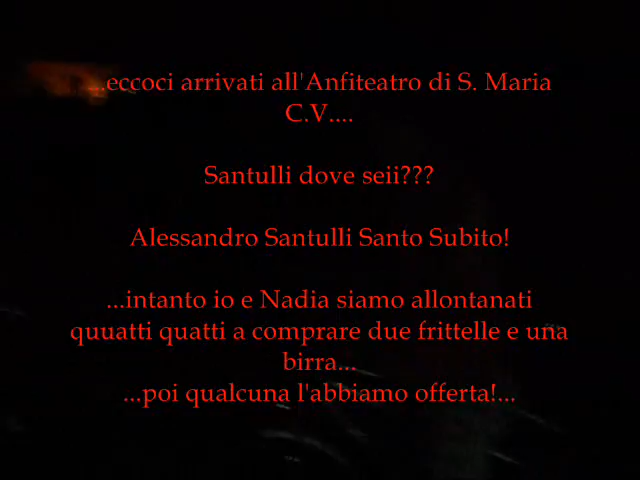 ...eccoci arrivati all'Anfiteatro di S. Maria
C.V....
Santulli dove seii???
Alessandro Santulli Santo Subito!
...intanto io e Nadia siamo allontanati
quuatti quatti a comprare due frittelle e una
birra...
...poi qualcuna l'abbiamo offerta!...